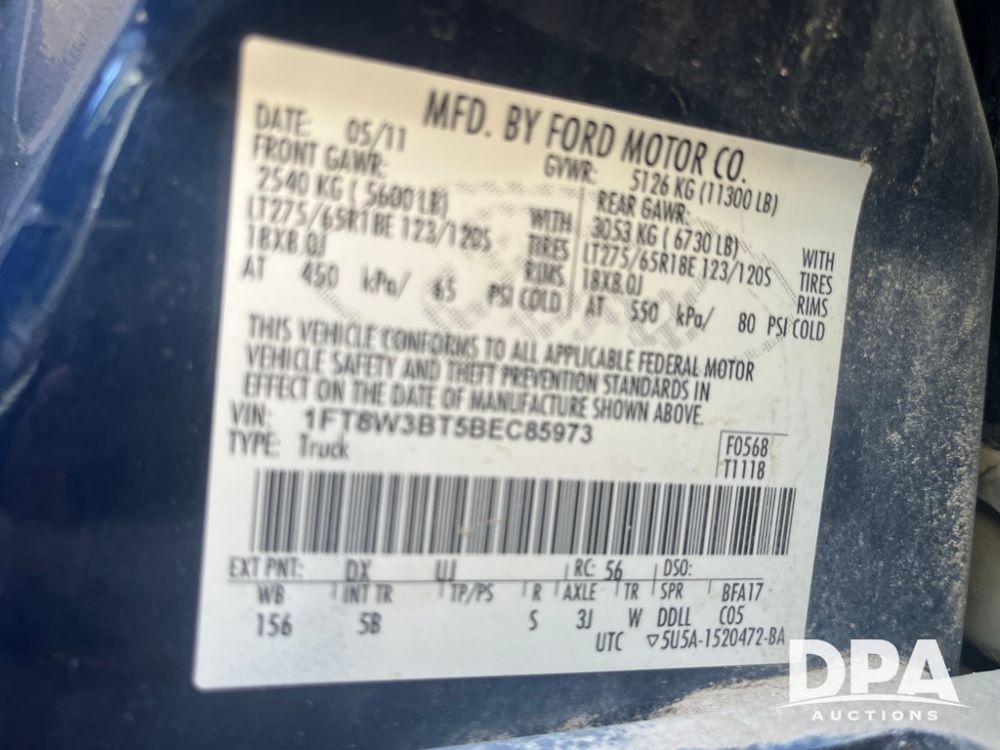 MFD. BY FORD MOTOR CO.
DATE: 05/11
GVWR: 5126 KG (11300 LB)
FRONT GAWR:
2540 KG ( 5600 LB)
WITH
LT275/65R18E 123/120S
TIRES
18X8.0J
RIMS
AT 450 kPa/ 65 PSI COLD
REAR GAWR:
3053 KG ( 6730 LB)
WITH
LT275/65R18E 123/120S
TIRES
18X8.0J
RIMS
AT 550 kPa/ 80 PSI COLD
THIS VEHICLE CONFORMS TO ALL APPLICABLE FEDERAL MOTOR
VEHICLE SAFETY AND THEFT PREVENTION STANDARDS IN
EFFECT ON THE DATE OF MANUFACTURE SHOWN ABOVE.
VIN: 1FT8W3BT5BEC85973
TYPE: Truck
F0568
T1118
EXT PNT: DX UJ RC: 56 DSO:
WB INT TR TP/PS R AXLE TR SPR BFA17
156 5B S 3J W DDLL C05
UTC ▽5U5A-1520472-BA
DPA
AUCTIONS